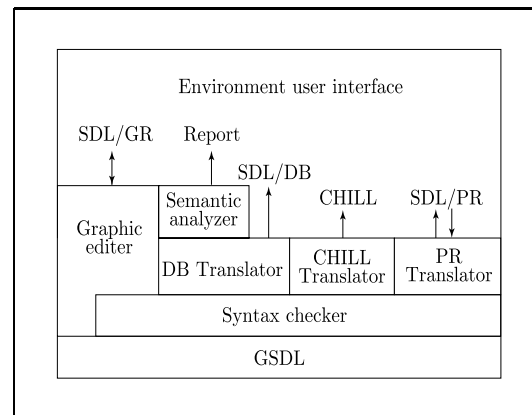 Environment user interface
SDL/GR
Report
SDL/DB
CHILL
SDL/PR
Semantic
analyzer
Graphic
editer
DB Translator
CHILL
Translator
PR
Translator
Syntax checker
GSDL